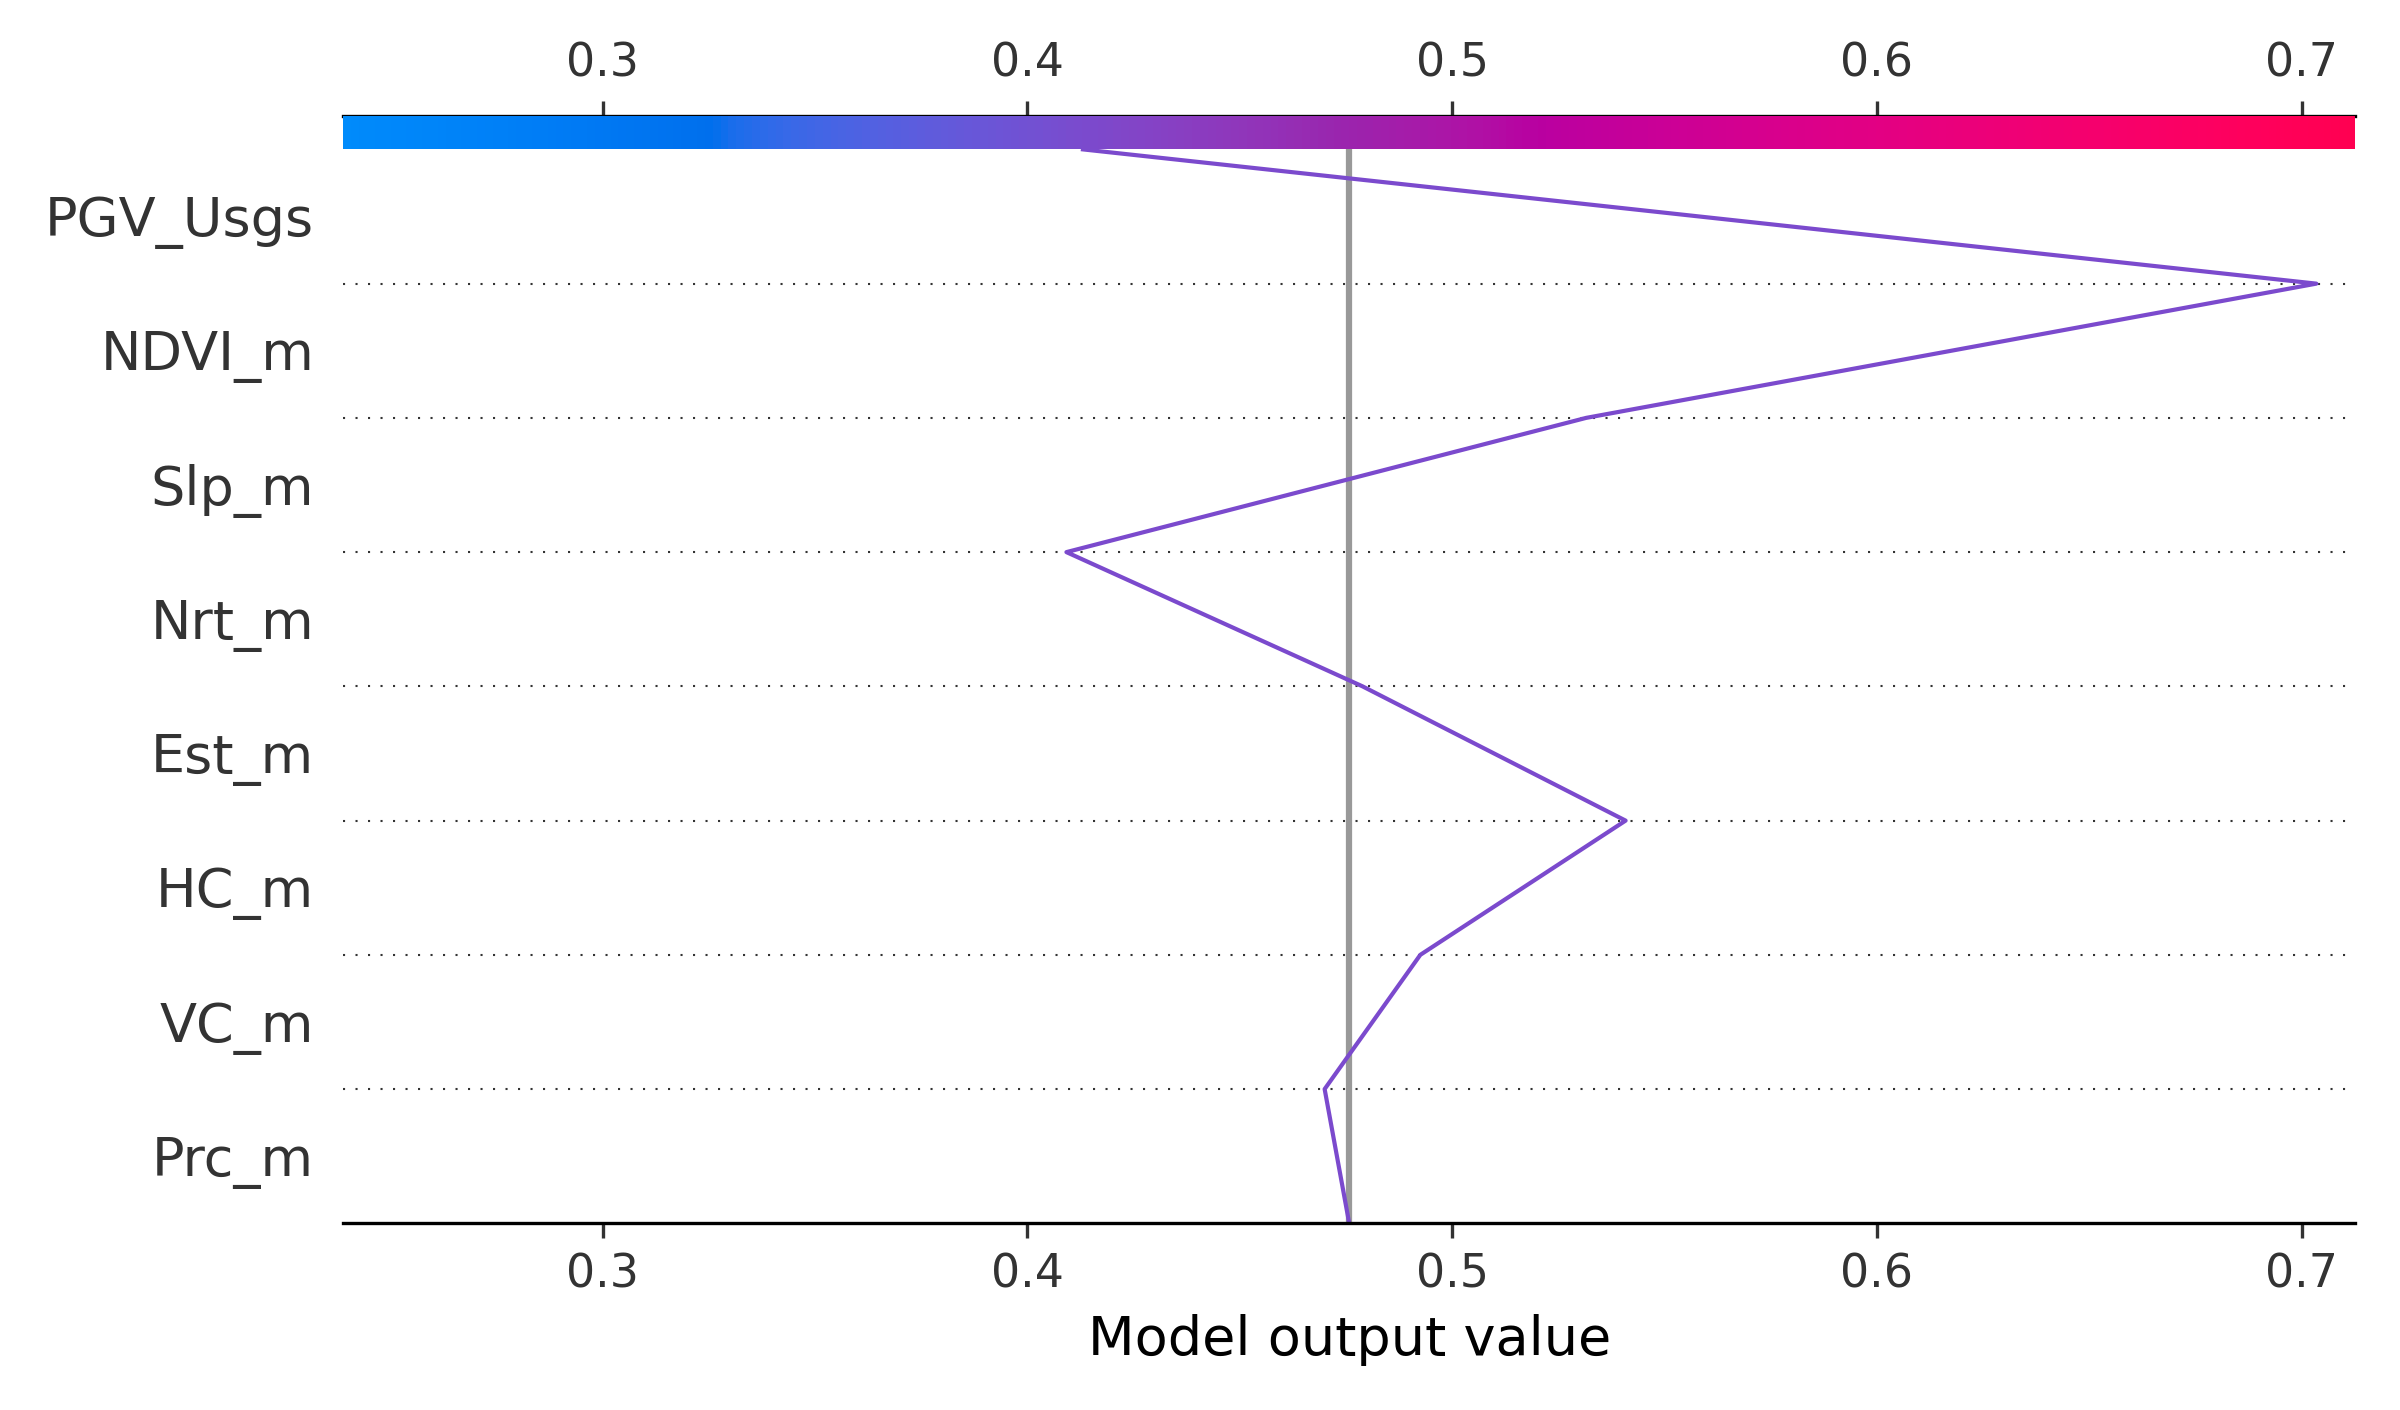 0.3 0.4 0.5 0.6 0.7
PGV_Usgs
NDVI_m
Slp_m
Nrt_m
Est_m
HC_m
VC_m
Prc_m
0.3 0.4 0.5 0.6 0.7
Model output value